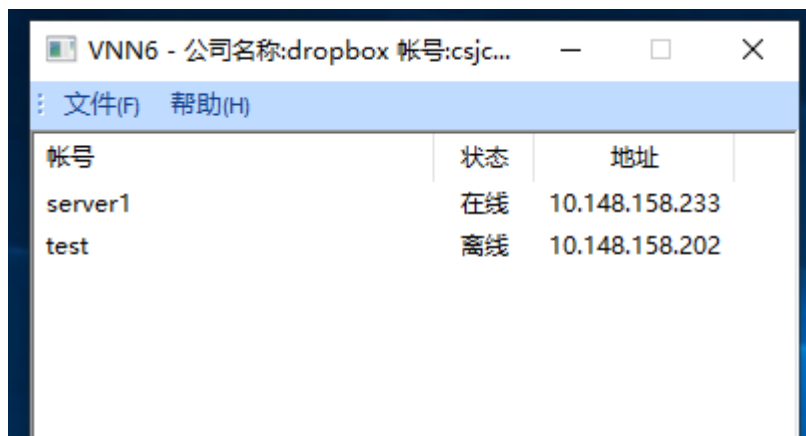 VNN6 - 公司名称:dropbox 帐号:csjc...
文件(F) 帮助(H)
帐号 状态 地址
server1 在线 10.148.158.233
test 离线 10.148.158.202